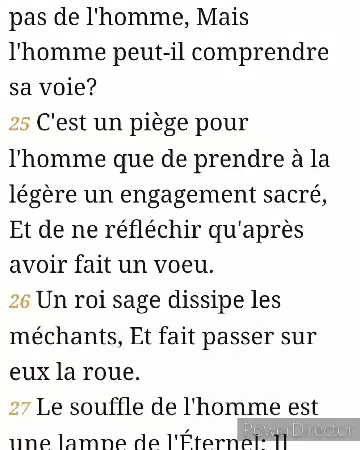 pas de l'homme, Mais
l'homme peut-il comprendre
sa voie?
25 C'est un piège pour
l'homme que de prendre à la
légère un engagement sacré,
Et de ne réfléchir qu'après
avoir fait un voeu.
26 Un roi sage dissipe les
méchants, Et fait passer sur
eux la roue.
27 Le souffle de l'homme est
PowerDirector
une lampe de l'Éternel; Il